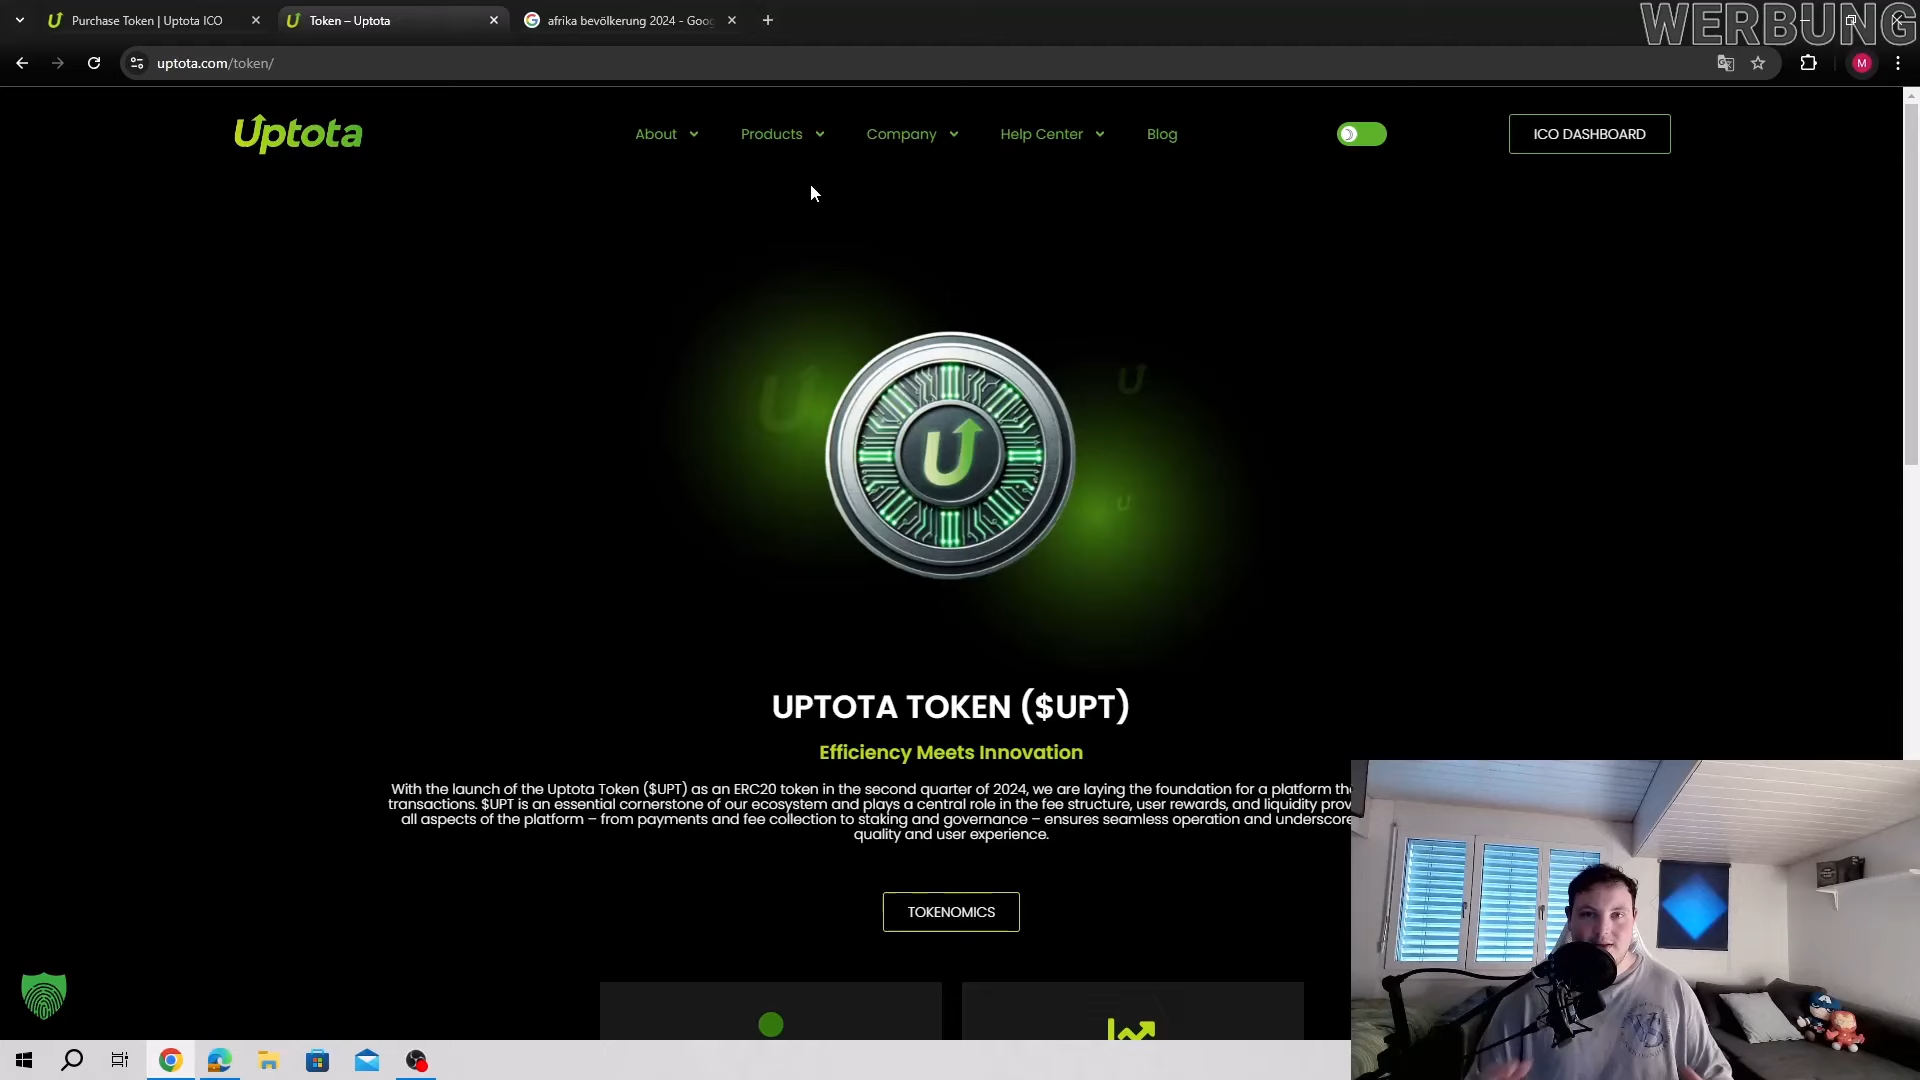 Purchase Token | Uptota ICO
Token – Uptota
afrika bevölkerung 2024 - Goo
WERBUNG
uptota.com/token/
M
Uptota
About
Products
Company
Help Center
Blog
ICO DASHBOARD
UPTOTA TOKEN ($UPT)
Efficiency Meets Innovation
With the launch of the Uptota Token ($UPT) as an ERC20 token in the second quarter of 2024, we are laying the foundation for a platform
transactions. $UPT is an essential cornerstone of our ecosystem and plays a central role in the fee structure, user rewards, and liquidity
all aspects of the platform – from payments and fee collection to staking and governance – ensures seamless operation and
quality and user experience.
TOKENOMICS